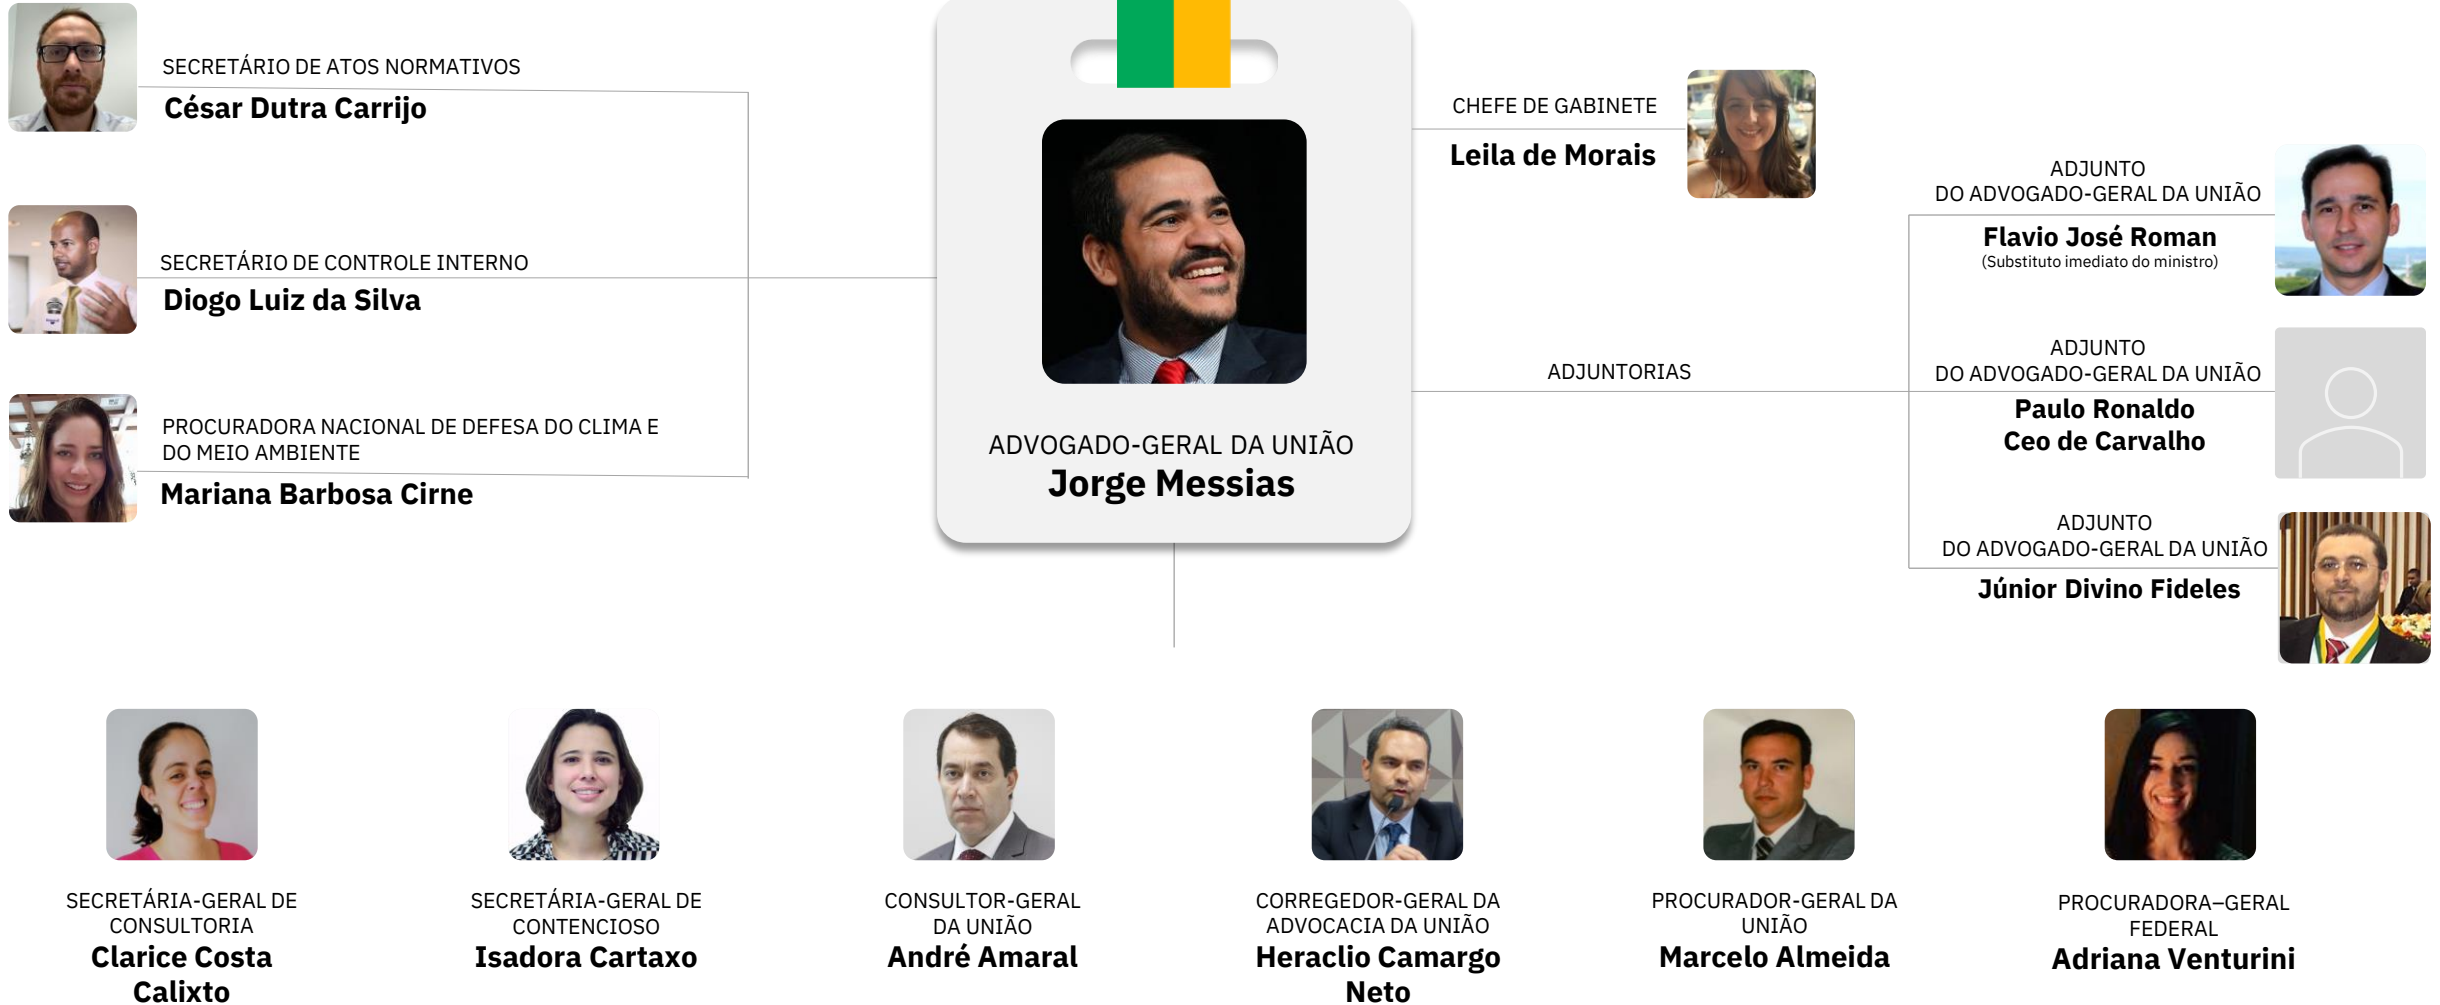 SECRETÁRIO DE ATOS NORMATIVOS
César Dutra Carrijo
SECRETÁRIO DE CONTROLE INTERNO
Diogo Luiz da Silva
PROCURADORA NACIONAL DE DEFESA DO CLIMA E
DO MEIO AMBIENTE
Mariana Barbosa Cirne
ADVOGADO-GERAL DA UNIÃO
Jorge Messias
CHEFE DE GABINETE
Leila de Morais
ADJUNTORIAS
ADJUNTO
DO ADVOGADO-GERAL DA UNIÃO
Flavio José Roman
(Substituto imediato do ministro)
ADJUNTO
DO ADVOGADO-GERAL DA UNIÃO
Paulo Ronaldo
Ceo de Carvalho
ADJUNTO
DO ADVOGADO-GERAL DA UNIÃO
Júnior Divino Fideles
SECRETÁRIA-GERAL DE
CONSULTORIA
Clarice Costa
Calixto
SECRETÁRIA-GERAL DE
CONTENCIOSO
Isadora Cartaxo
CONSULTOR-GERAL
DA UNIÃO
André Amaral
CORREGEDOR-GERAL DA
ADVOCACIA DA UNIÃO
Heraclio Camargo
Neto
PROCURADOR-GERAL DA
UNIÃO
Marcelo Almeida
PROCURADORA–GERAL
FEDERAL
Adriana Venturini